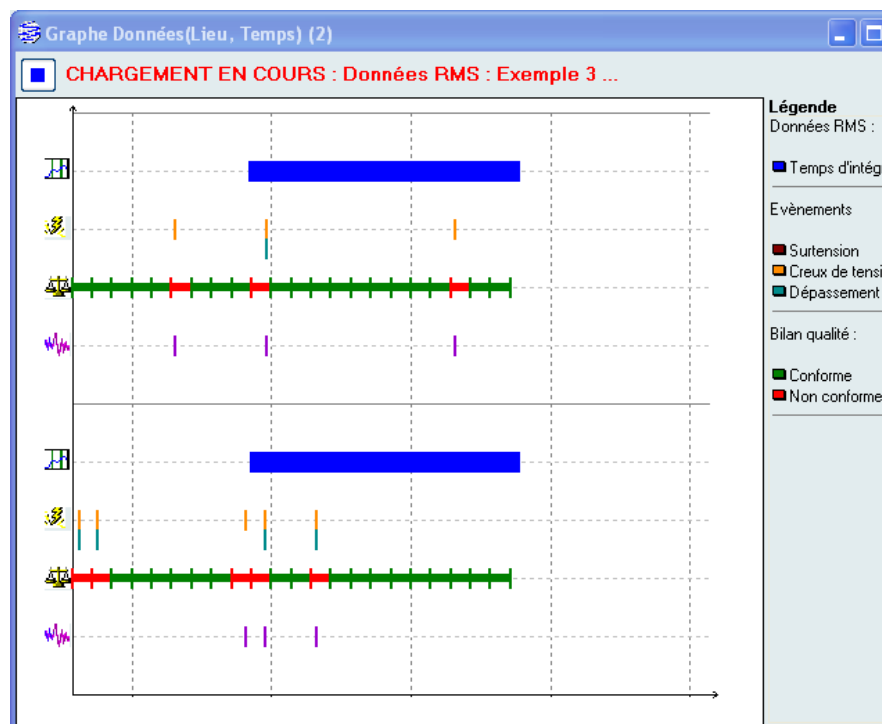 Graphe Données(Lieu, Temps) (2)
CHARGEMENT EN COURS : Données RMS : Exemple 3 ...
Légende
Données RMS :
Temps d'intég
Evènements
Surtension
Creux de tensi
Dépassement
Bilan qualité :
Conforme
Non conforme